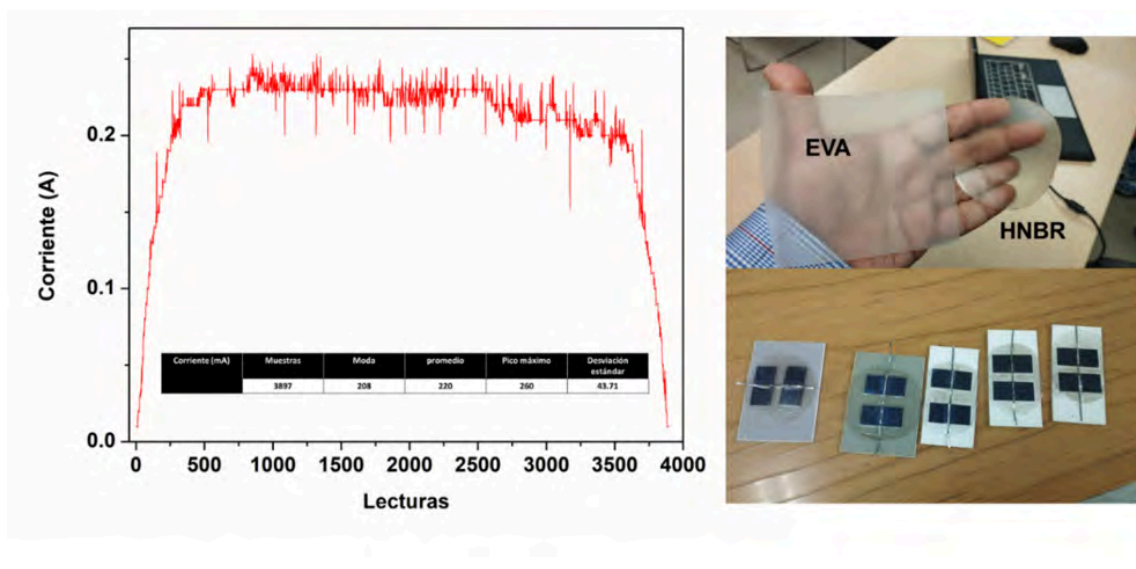 Corriente (A)
0.2
0.1
0.0
0
500
1000
1500
2000
2500
3000
3500
4000
Lecturas
Corriente (mA) Muestras Moda promedio Pico máximo Desviación
estándar
3897 208 220 260 43.71
EVA
HNBR